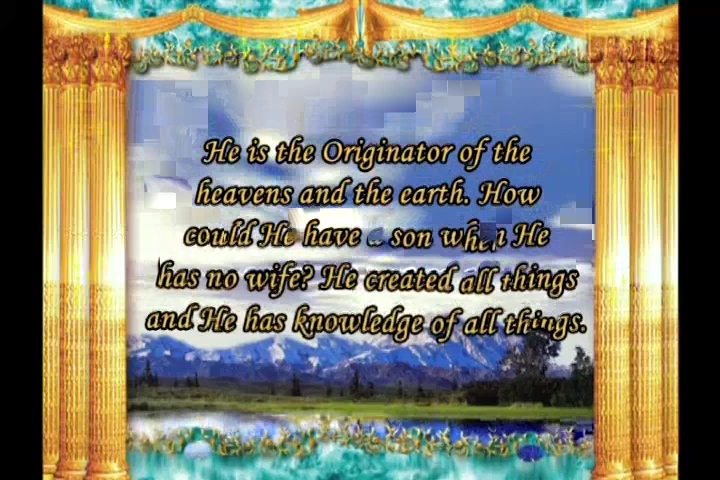 He is the Originator of the
heavens and the earth. How
could He have a son when He
has no wife? He created all things
and He has knowledge of all things.